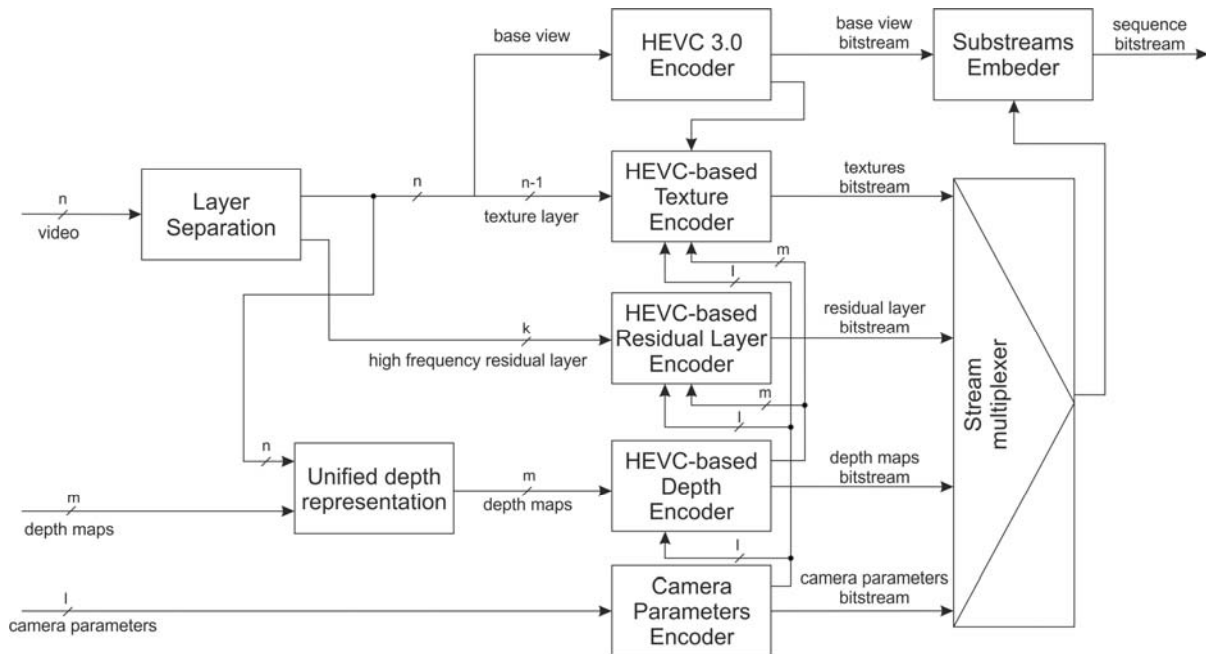 base view
HEVC 3.0
Encoder
base view
bitstream
Substreams
Embeder
sequence
bitstream
n
video
Layer
Separation
n
n-1
texture layer
HEVC-based
Texture
Encoder
textures
bitstream
l
m
k
high frequency residual layer
HEVC-based
Residual Layer
Encoder
residual layer
bitstream
m
l
n
m
depth maps
Unified depth
representation
m
depth maps
HEVC-based
Depth
Encoder
depth maps
bitstream
l
l
camera parameters
Camera
Parameters
Encoder
camera parameters
bitstream
Stream
multiplexer